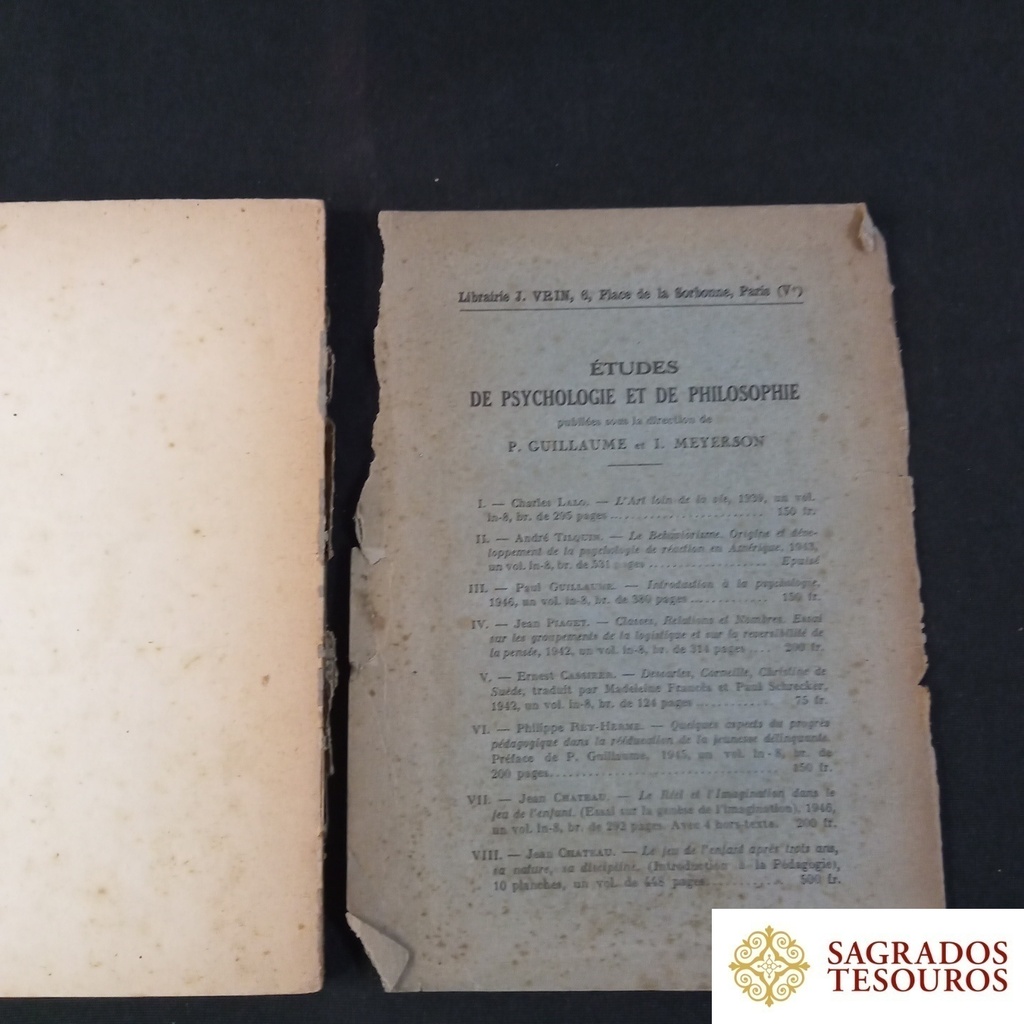 Librairie J. VRIN, 6, Place de la Sorbonne, Paris (Vᵉ)
ÉTUDES
DE PSYCHOLOGIE ET DE PHILOSOPHIE
publiées sous la direction de
P. GUILLAUME et I. MEYERSON
I. — Charles LALO. — L'Art loin de la vie, 1939, un vol.
in-8, br. de 295 pages ... 150 fr.
II. — André TILQUIN. — Le Behaviorisme. Origine et déve-
loppement de la psychologie de réaction en Amérique. 1943,
un vol. in-8, br. de 531 pages ... Epuisé
III. — Paul GUILLAUME. — Introduction à la psychologie,
1946, un vol. in-8, br. de 380 pages ... 150 fr.
IV. — Jean PIAGET. — Classes, Relations et Nombres. Essai
sur les groupements de la logistique et sur la reversibilité de
la pensée, 1942, un vol. in-8, br. de 314 pages .... 200 fr.
V. — Ernest CASSIRER. — Descartes, Corneille, Christine de
Suède, traduit par Madeleine Francès et Paul Schrecker,
1942, un vol. in-8, br. de 124 pages ... 75 fr.
VI. — Philippe REY-HERME. — Quelques aspects du progrès
pédagogique dans la rééducation de la jeunesse délinquante.
Préface de P. Guillaume, 1945, un vol. in-8, br. de
200 pages ... fr.
VII. — Jean CHATEAU. — Le Réel et l'Imagination dans le
jeu de l'enfant. (Essai sur la genèse de l'imagination), 1946,
un vol. in-8, br. de 292 pages. Avec 4 hors-texte. 200 fr.
VIII. — Jean CHATEAU. — Le jeu de l'enfant après trois ans,
sa nature, sa discipline. (Introduction à la Pédagogie),
10 planches, un vol. de 448 pages ... 500 fr.
SAGRADOS
TESOUROS